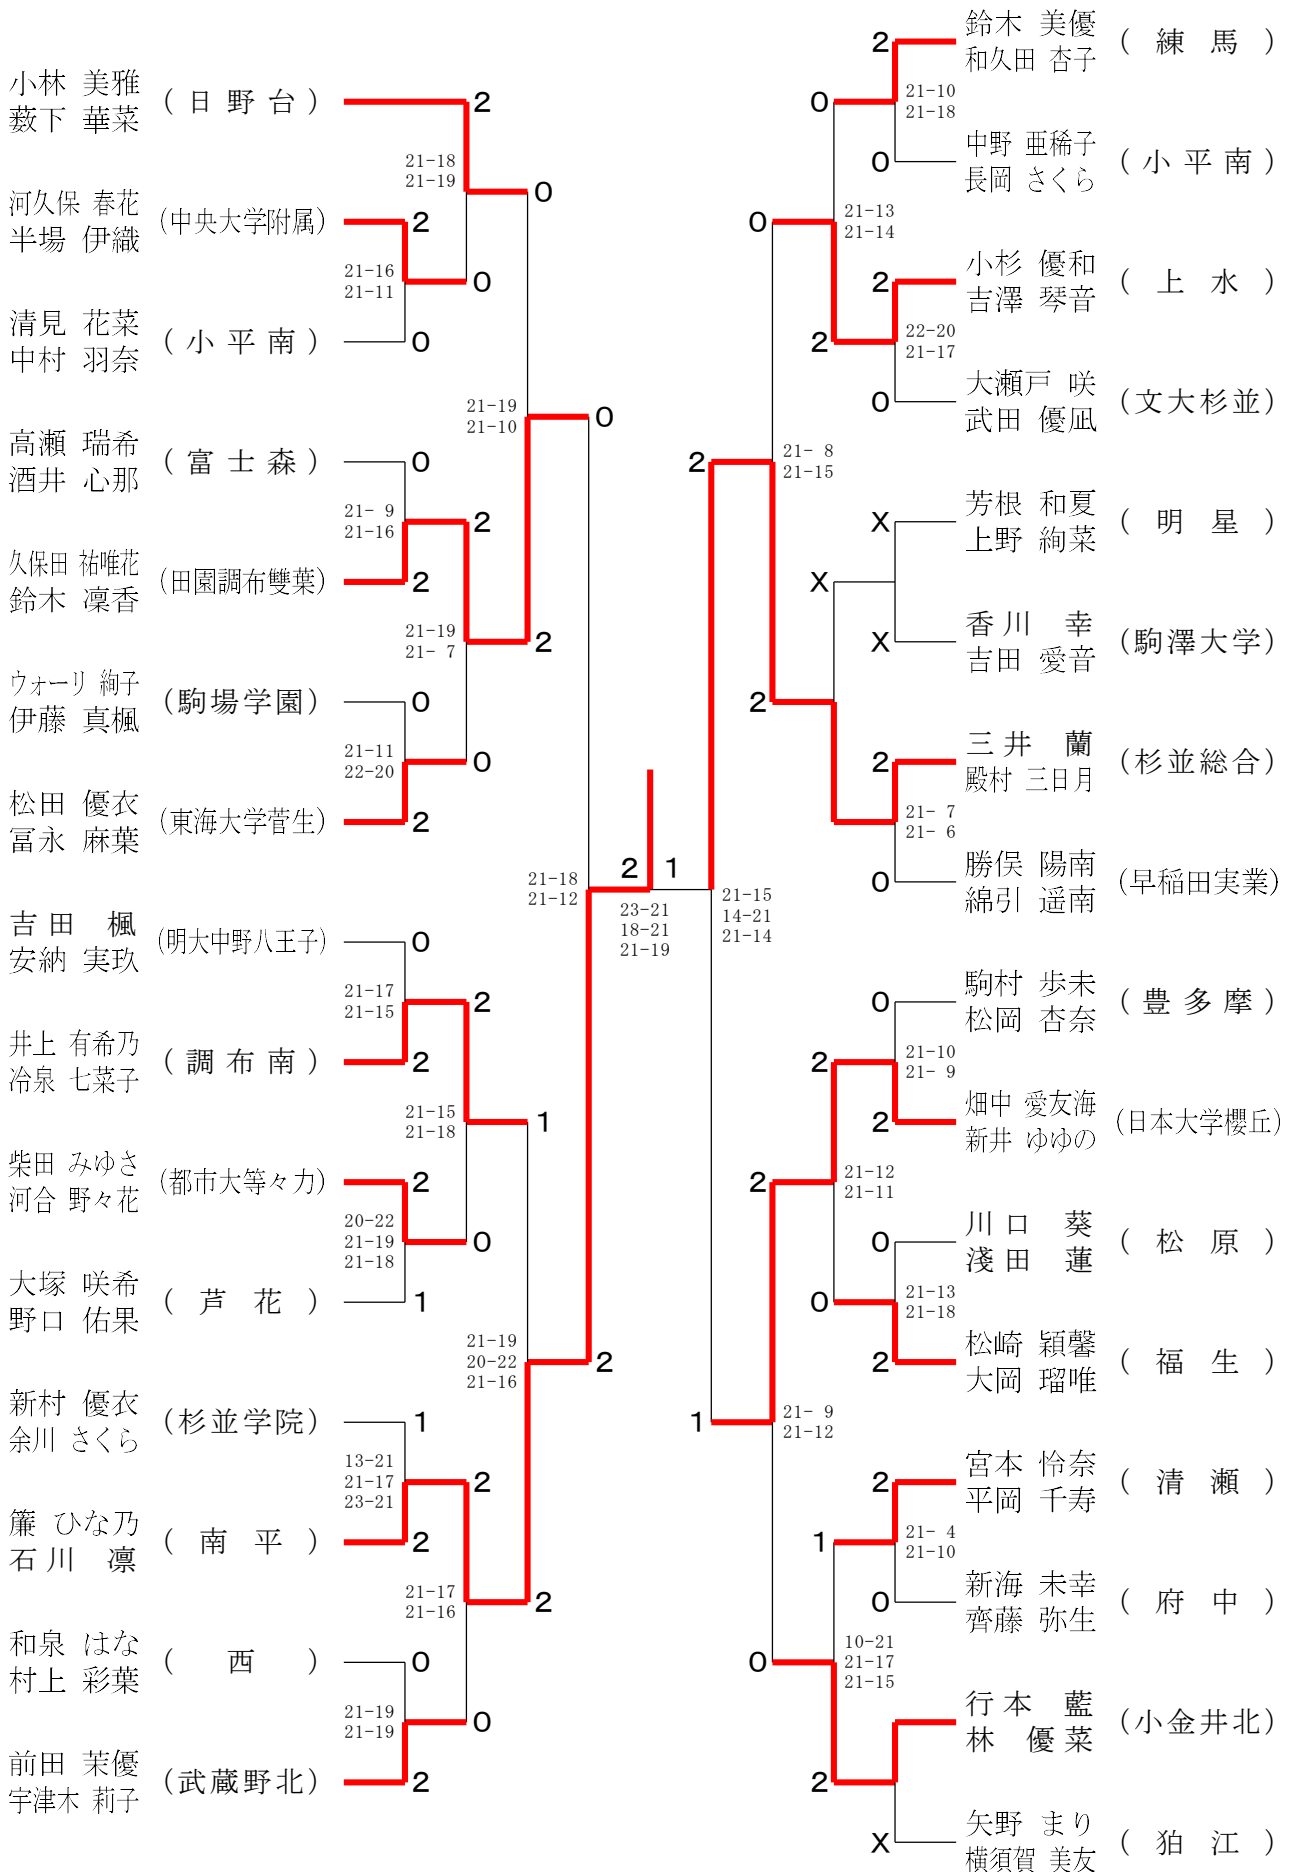 小林 美雅
薮下 華菜
(日野台)
2
21-18
21-19
0
河久保 春花
半場 伊織
(中央大学附属)
2
21-16
21-11
0
清見 花菜
中村 羽奈
(小平南)
0
21-19
21-10
0
高瀬 瑞希
酒井 心那
(富士森)
0
21- 9
21-16
2
久保田 祐唯花
鈴木 凜香
(田園調布雙葉)
2
21-19
21- 7
2
ウォーリ 絢子
伊藤 真楓
(駒場学園)
0
21-11
22-20
0
松田 優衣
冨永 麻葉
(東海大学菅生)
2
21-18
21-12
吉田 楓
安納 実玖
(明大中野八王子)
0
21-17
21-15
2
井上 有希乃
冷泉 七菜子
(調布南)
2
21-15
21-18
1
柴田 みゆさ
河合 野々花
(都市大等々力)
2
20-22
21-19
21-18
0
大塚 咲希
野口 佑果
(芦花)
1
21-19
20-22
21-16
2
新村 優衣
余川 さくら
(杉並学院)
1
13-21
21-17
23-21
2
簾 ひな乃
石川 凛
(南平)
2
21-17
21-16
2
和泉 はな
村上 彩葉
(西)
0
21-19
21-19
0
前田 茉優
宇津木 莉子
(武蔵野北)
2
2 1
23-21
18-21
21-19
2
鈴木 美優
和久田 杏子
(練馬)
0
21-10
21-18
0
中野 亜稀子
長岡 さくら
(小平南)
0
21-13
21-14
2
小杉 優和
吉澤 琴音
(上水)
2
22-20
21-17
0
大瀬戸 咲
武田 優凪
(文大杉並)
2
21- 8
21-15
X
芳根 和夏
上野 絢菜
(明星)
X
X
香川 幸
吉田 愛音
(駒澤大学)
2
2
三井 蘭
殿村 三日月
(杉並総合)
21- 7
21- 6
0
勝俣 陽南
綿引 遥南
(早稲田実業)
21-15
14-21
21-14
0
駒村 歩未
松岡 杏奈
(豊多摩)
2
21-10
21- 9
2
畑中 愛友海
新井 ゆゆの
(日本大学櫻丘)
2
21-12
21-11
0
川口 葵
淺田 蓮
(松原)
0
21-13
21-18
2
松崎 穎馨
大岡 瑠唯
(福生)
1
21- 9
21-12
2
宮本 怜奈
平岡 千寿
(清瀬)
1
21- 4
21-10
0
新海 未幸
齊藤 弥生
(府中)
0
10-21
21-17
21-15
行本 藍
林 優菜
(小金井北)
2
X
矢野 まり
横須賀 美友
(狛江)